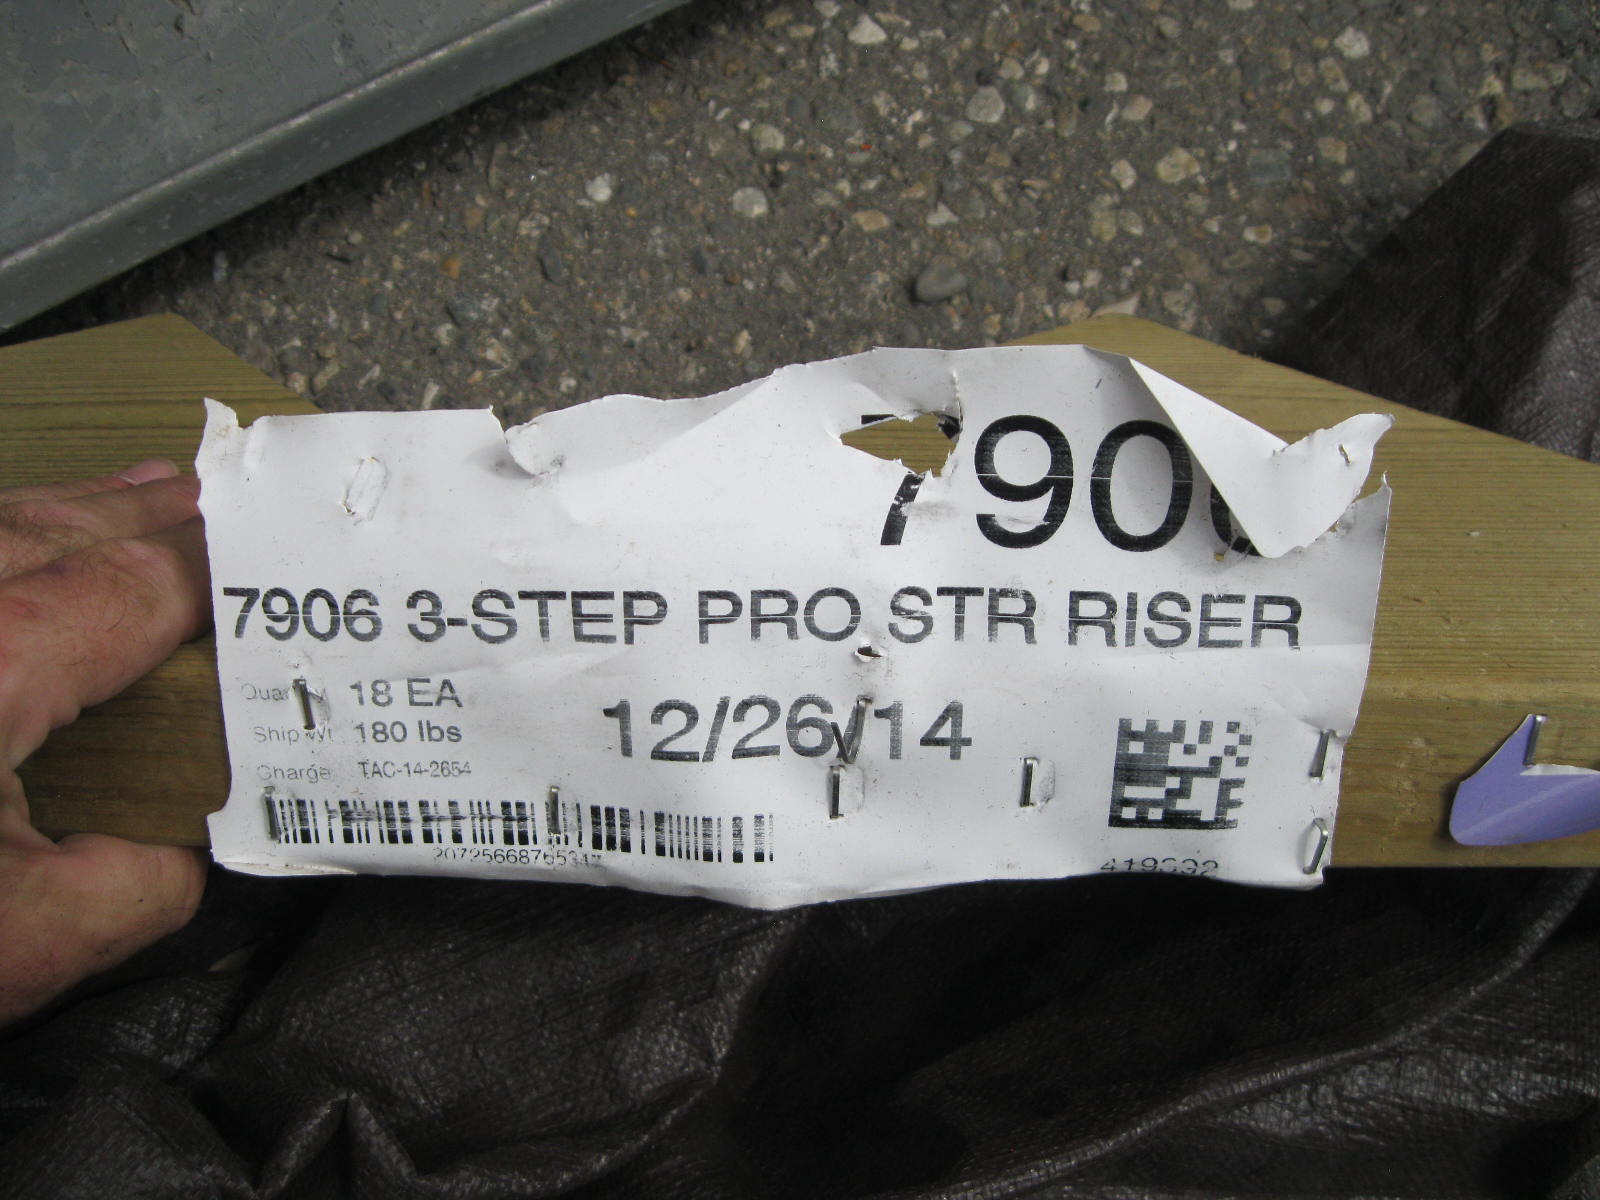 790
7906 3-STEP PRO STR RISER
Quantity 18 EA
Ship Wt 180 lbs
12/26/14
Charge TAC-14-2654